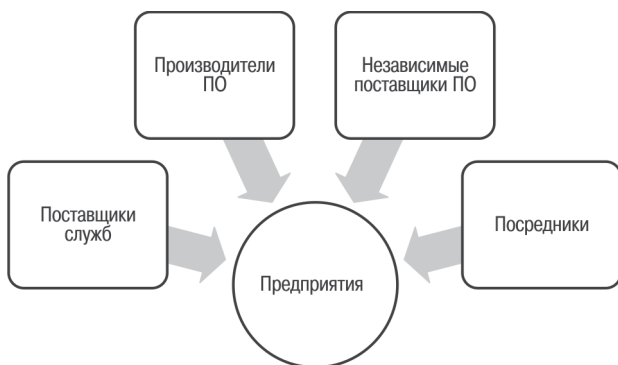 Производители
ПО
Независимые
поставщики ПО
Поставщики
служб
Посредники
Предприятия